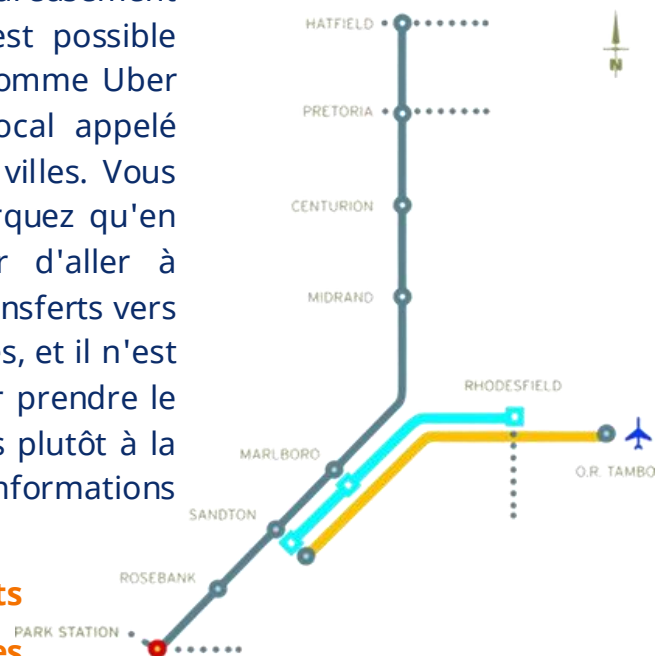 est possible
omme Uber
ocal appelé
villes. Vous
rquez qu'en
r d'aller à
nsferts vers
s, et il n'est
r prendre le
s plutôt à la
nformations
ts
es
HATFIELD
N
PRETORIA
CENTURION
MIDRAND
RHODESFIELD
MARLBORO
O.R. TAMBO
SANDTON
ROSEBANK
PARK STATION